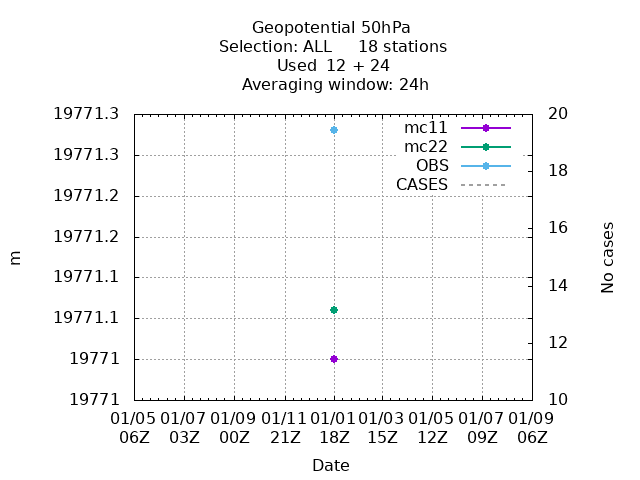 Geopotential 50hPa
Selection: ALL 18 stations
Used 12 + 24
Averaging window: 24h
19771.3
19771.3
19771.2
19771.2
19771.1
19771.1
19771
19771
m
mc11
mc22
OBS
CASES
20
18
16
14
12
10
No cases
01/05 01/07 01/09 01/11 01/01 01/03 01/05 01/07 01/09
06Z 03Z 00Z 21Z 18Z 15Z 12Z 09Z 06Z
Date